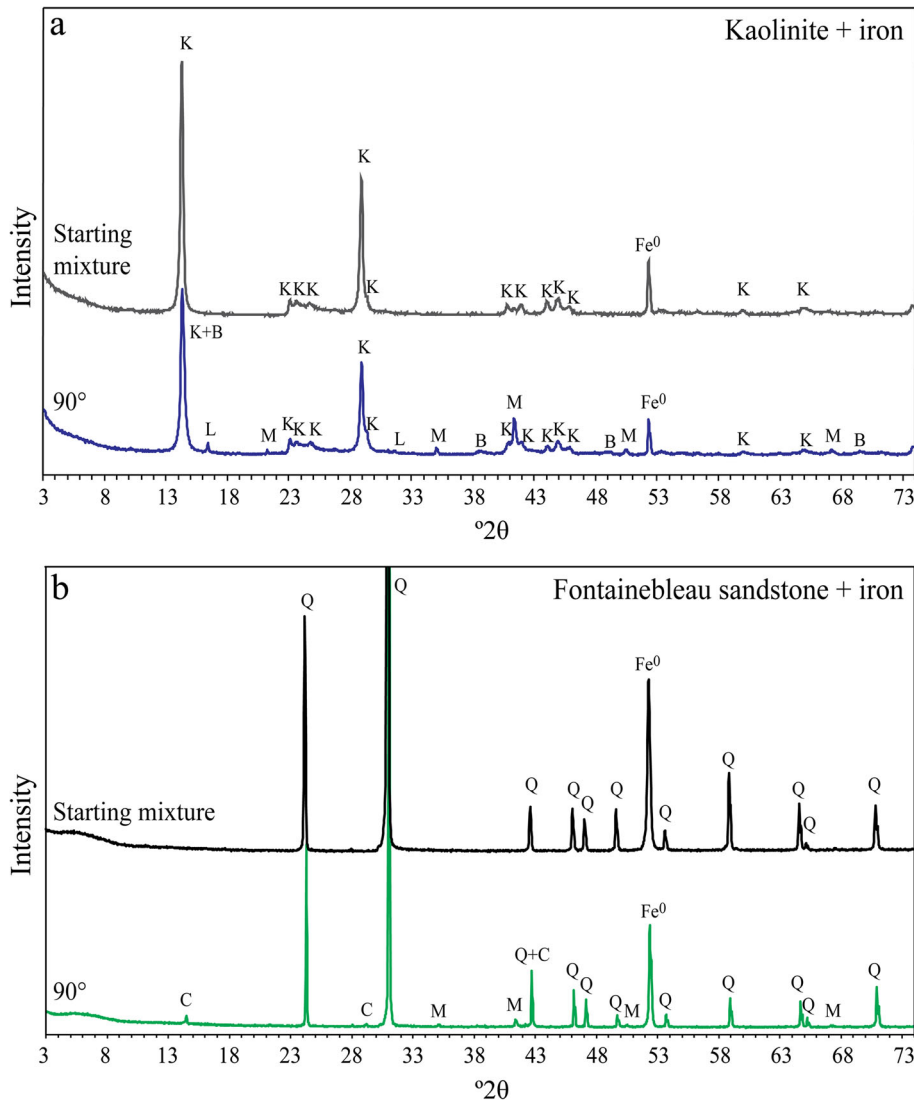 a
Kaolinite + iron
Intensity
Starting
mixture
K
K K K
K
K
K K
K K K
Fe⁰
K
K
90°
K+B
L
M
K
K K
K
K
L
M
B
K
M
K
K K K
B
M
Fe⁰
K
K
M
B
3 8 13 18 23 28 33 38 43 48 53 58 63 68 73
º2θ
b
Fontainebleau sandstone + iron
Intensity
Starting mixture
Q
Q
Q
Q
Q
Q
Fe⁰
Q
Q
Q
Q
Q
90°
C
C
M
M
Q+C
Q
Q
Q
M
Fe⁰
Q
Q
Q
Q
M
Q
3 8 13 18 23 28 33 38 43 48 53 58 63 68 73
º2θ